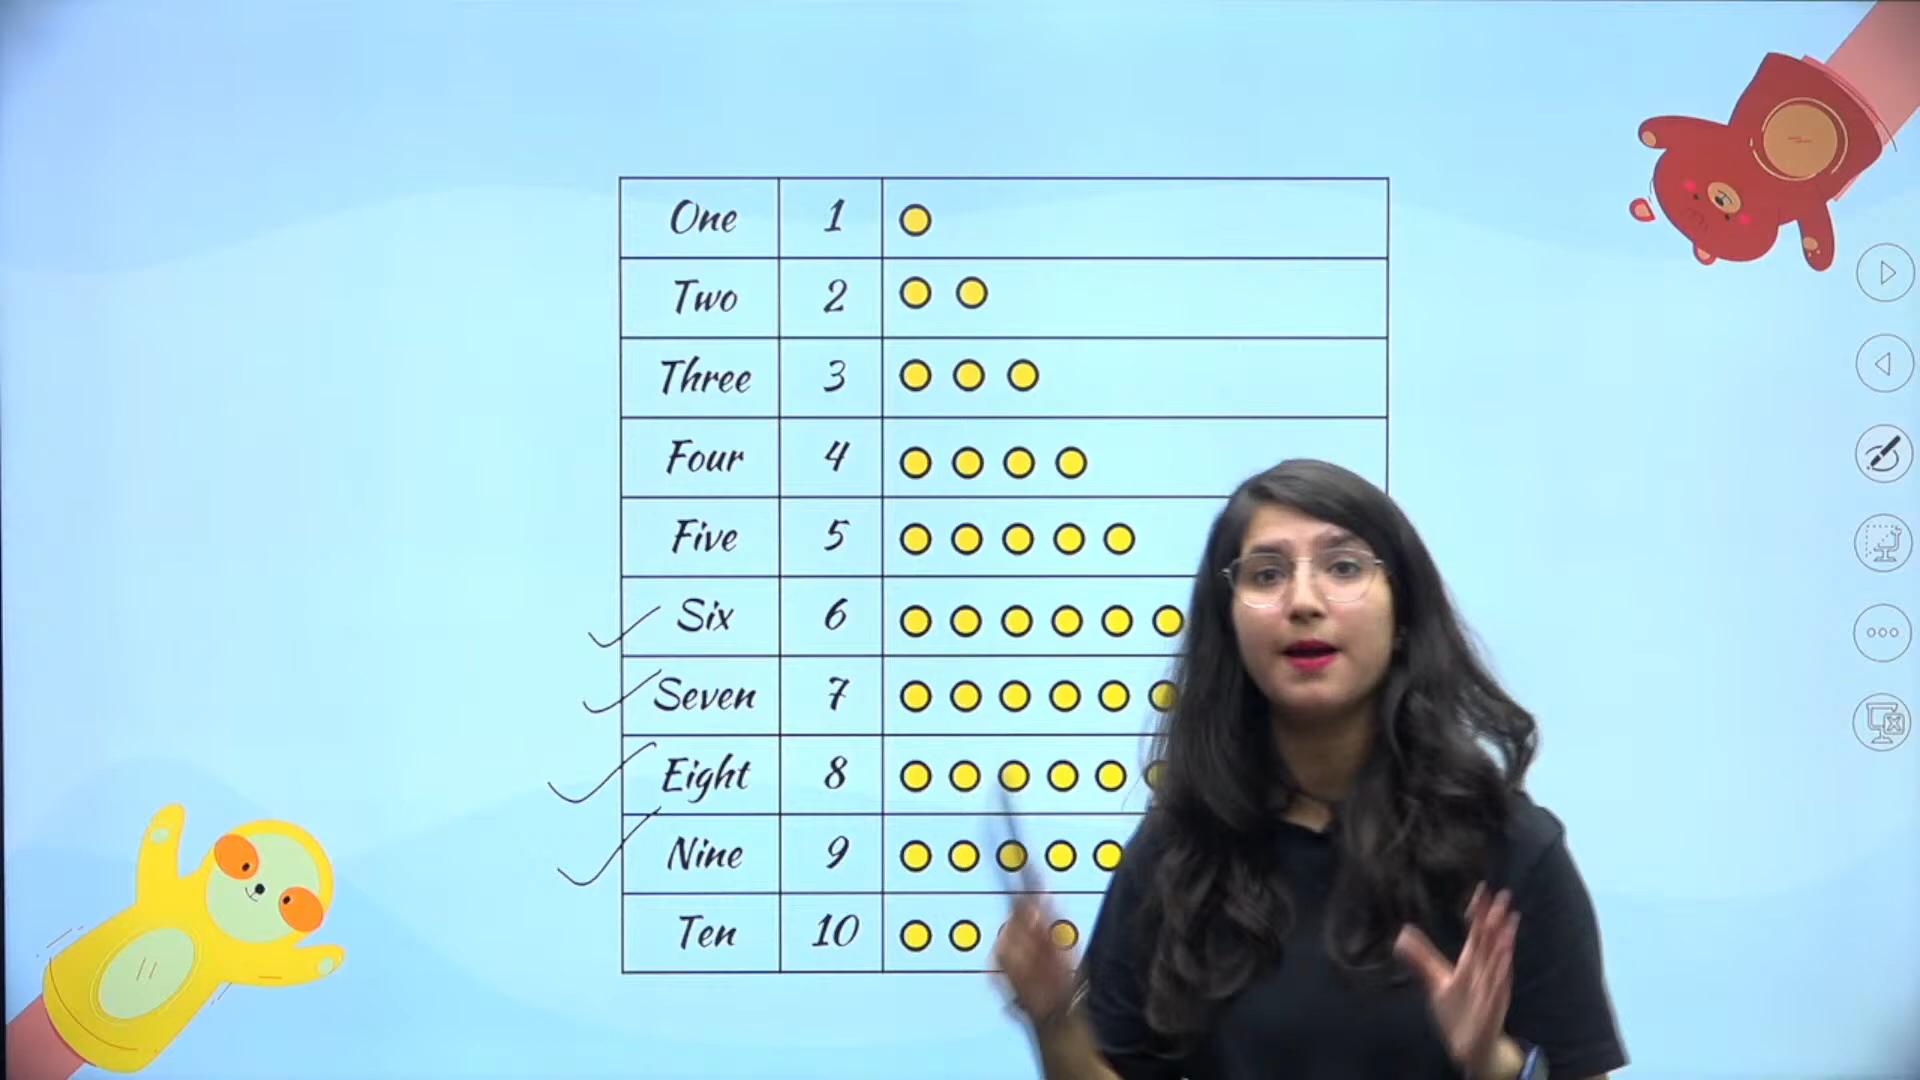 One 1
Two 2
Three 3
Four 4
Five 5
Six 6
Seven 7
Eight 8
Nine 9
Ten 10